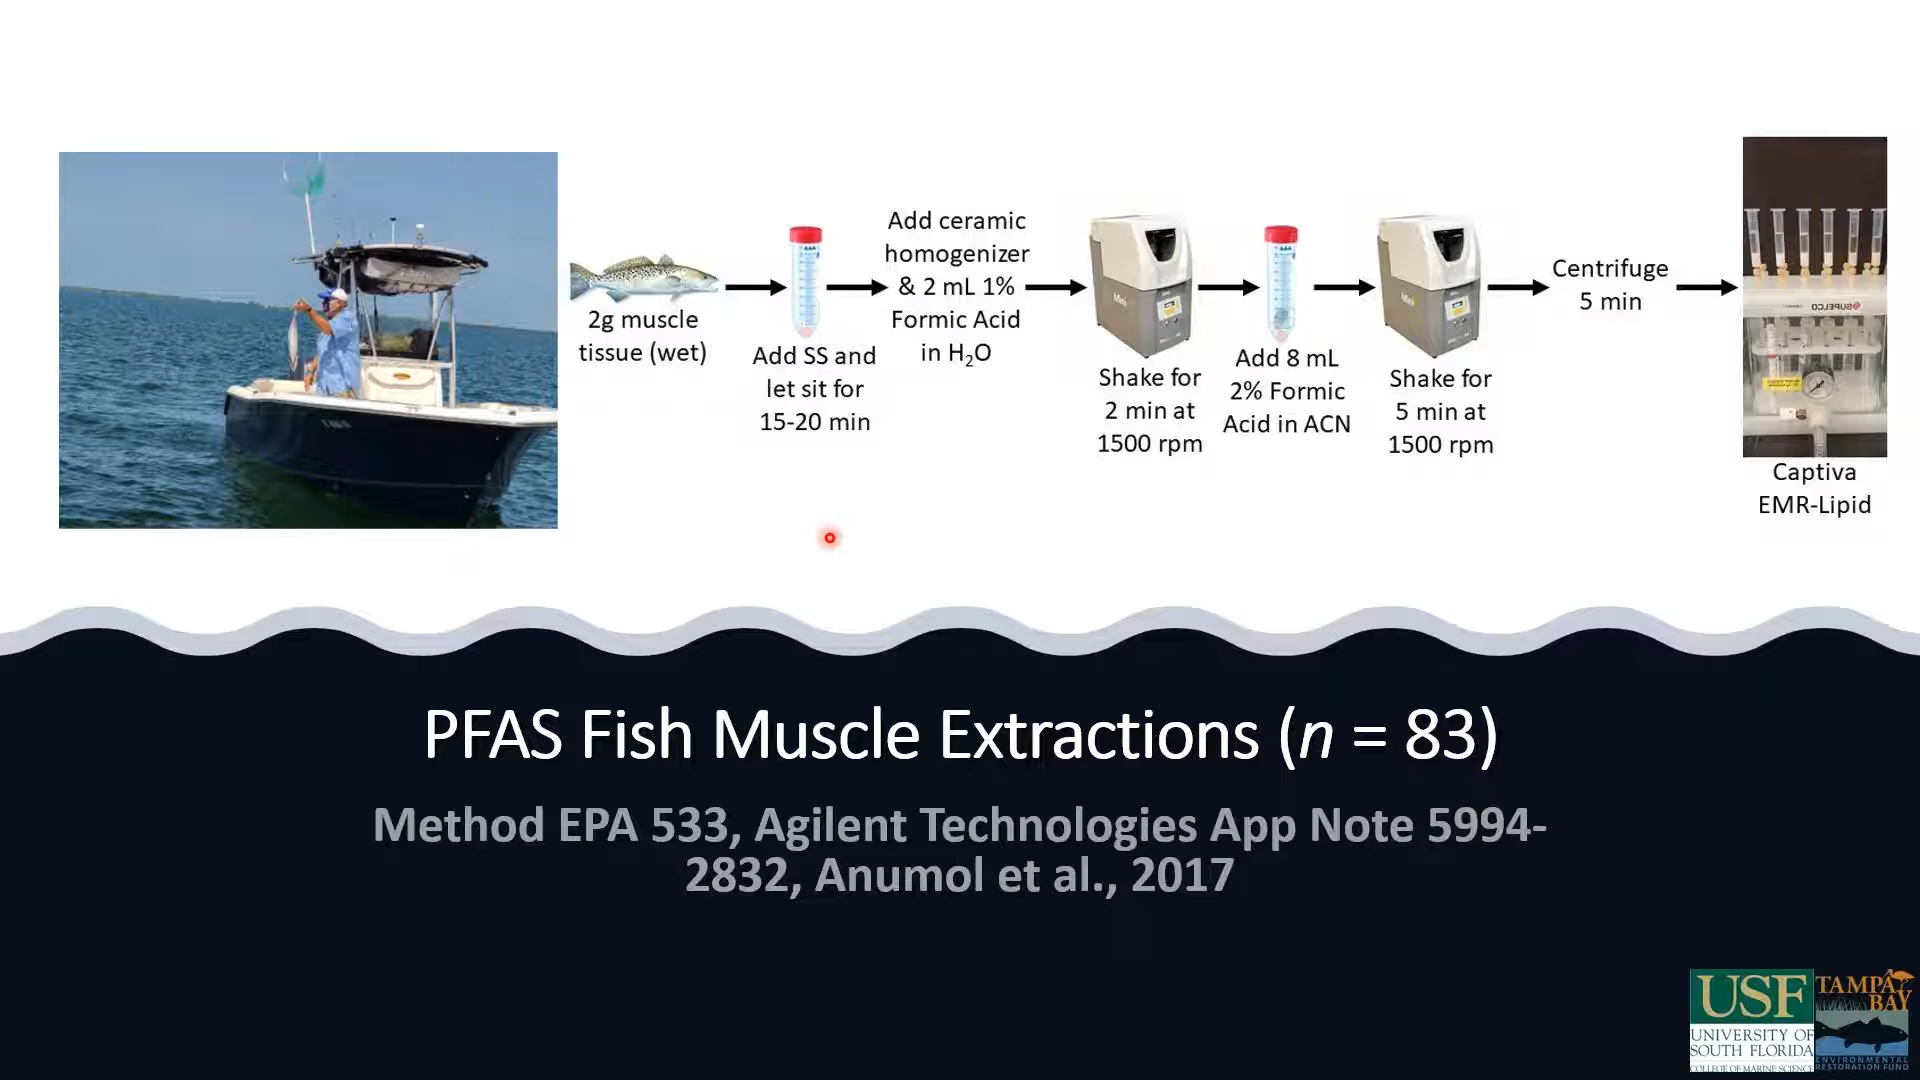 2g muscle
tissue (wet)
Add SS and
let sit for
15-20 min
Add ceramic
homogenizer
& 2 mL 1%
Formic Acid
in H₂O
Mini
Shake for
2 min at
1500 rpm
Add 8 mL
2% Formic
Acid in ACN
Mini
Shake for
5 min at
1500 rpm
Centrifuge
5 min
SUPELCO
Captiva
EMR-Lipid
PFAS Fish Muscle Extractions (n = 83)
Method EPA 533, Agilent Technologies App Note 5994-
2832, Anumol et al., 2017
USF
UNIVERSITY OF
SOUTH FLORIDA
COLLEGE OF MARINE SCIENCE
TAMPA
BAY
ENVIRONMENTAL
RESTORATION FUND